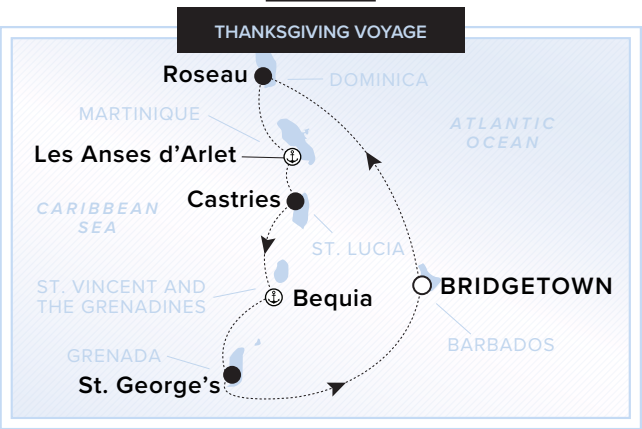 THANKSGIVING VOYAGE
Roseau
DOMINICA
MARTINIQUE
ATLANTIC
OCEAN
Les Anses d’Arlet
Castries
CARIBBEAN
SEA
ST. LUCIA
ST. VINCENT AND
THE GRENADINES
Bequia
BRIDGETOWN
BARBADOS
GRENADA
St. George’s